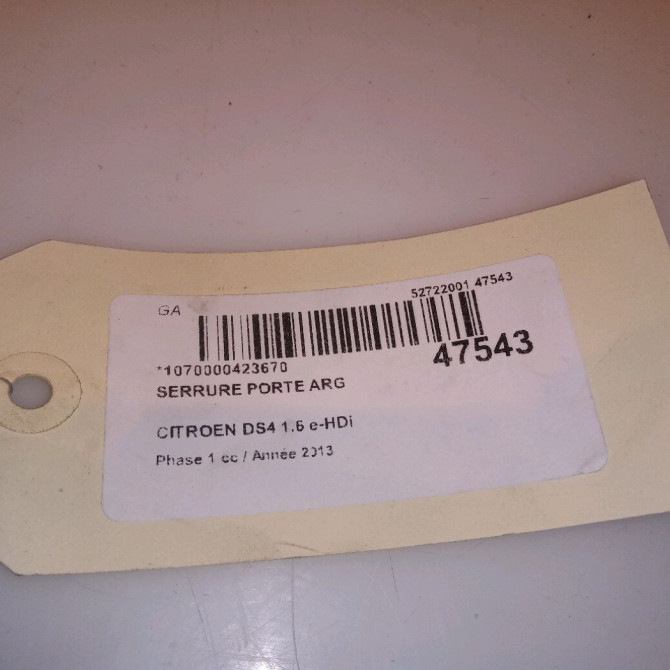 52722001 47543
GA
47543
*1070000423670
SERRURE PORTE ARG
CITROEN DS4 1.6 e-HDi
Phase 1 cc / Année 2013